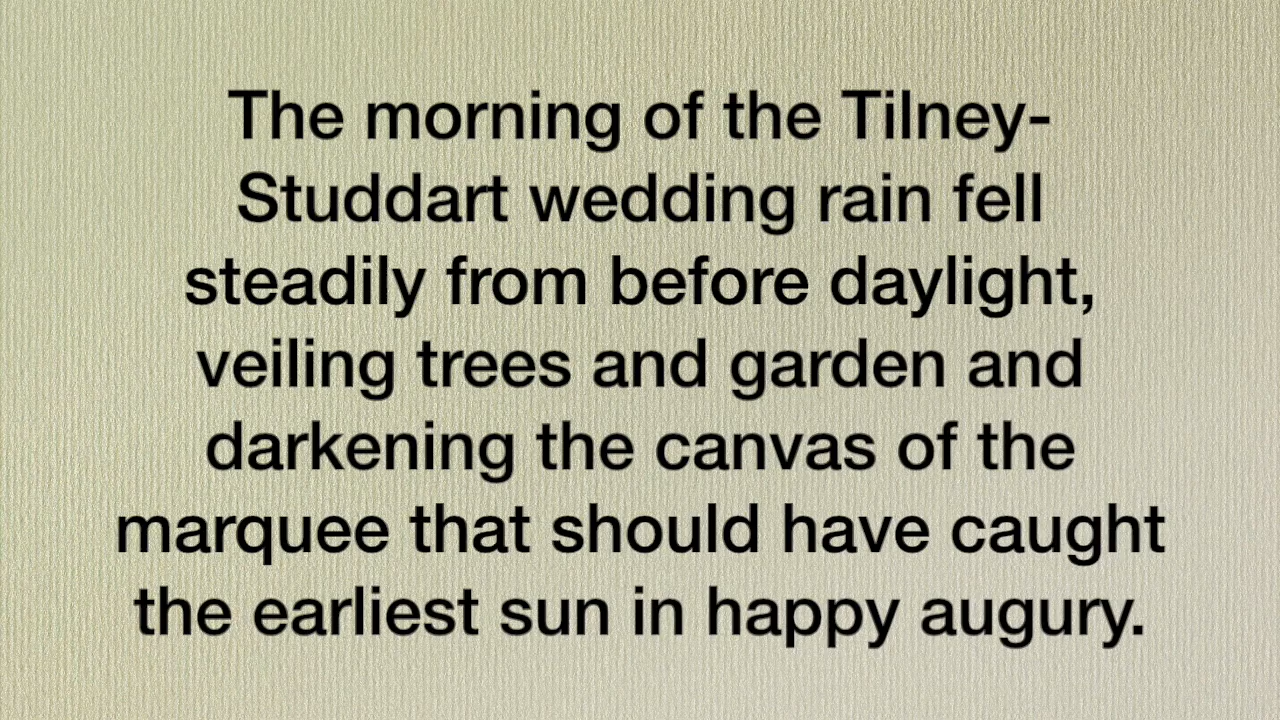 The morning of the Tilney-
Studdart wedding rain fell
steadily from before daylight,
veiling trees and garden and
darkening the canvas of the
marquee that should have caught
the earliest sun in happy augury.